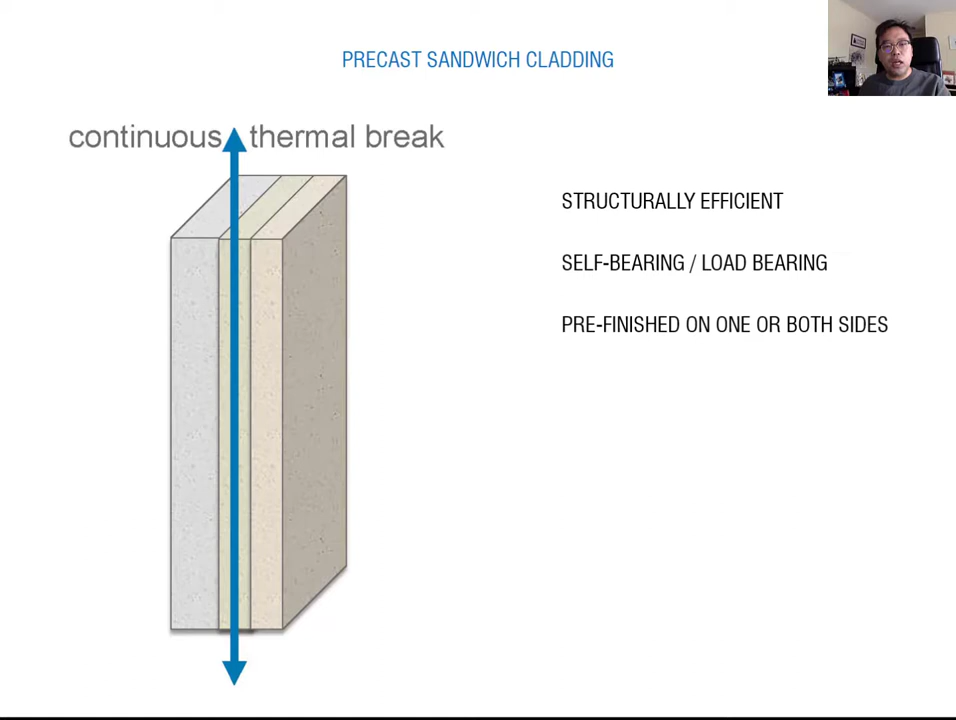 PRECAST SANDWICH CLADDING
continuous thermal break
STRUCTURALLY EFFICIENT
SELF-BEARING / LOAD BEARING
PRE-FINISHED ON ONE OR BOTH SIDES